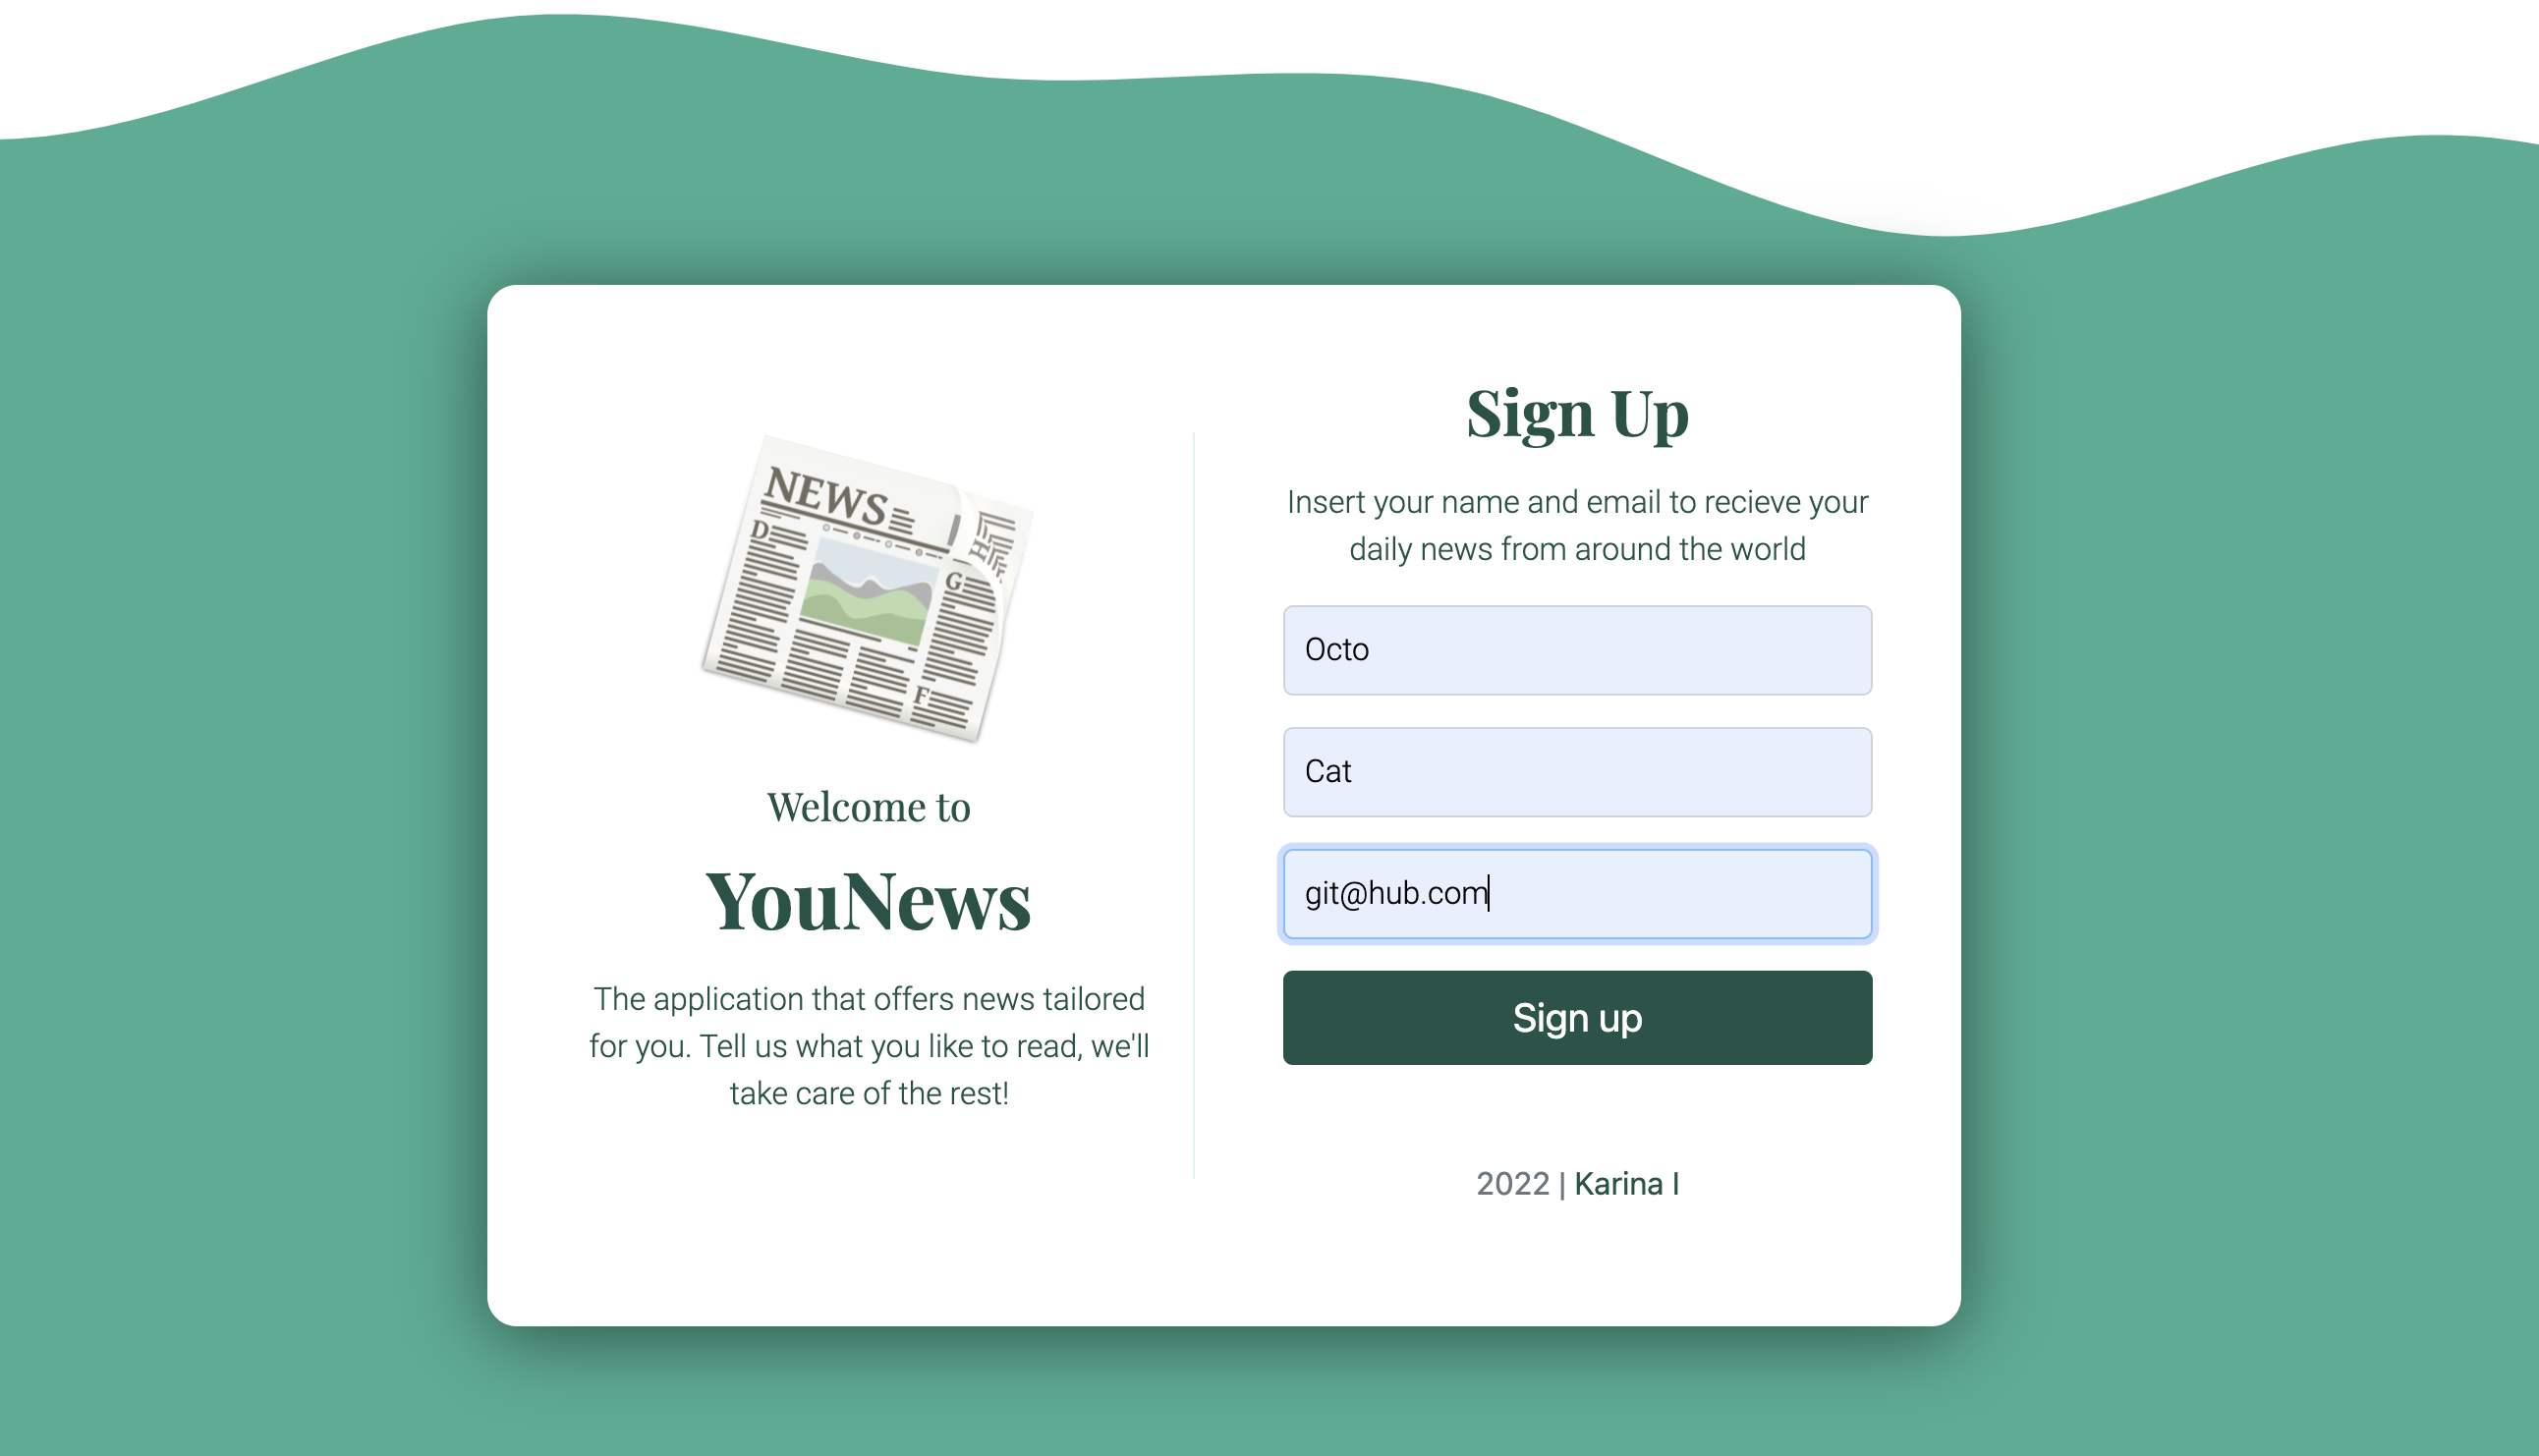 NEWS
D
H
G
F
Welcome to
YouNews
The application that offers news tailored
for you. Tell us what you like to read, we'll
take care of the rest!
Sign Up
Insert your name and email to recieve your
daily news from around the world
Octo
Cat
git@hub.com
Sign up
2022 | Karina I